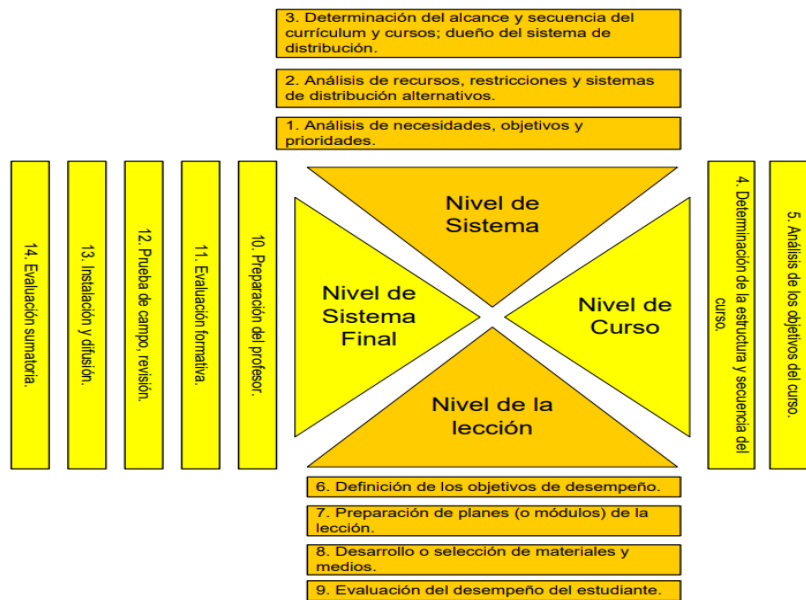 3. Determinación del alcance y secuencia del
currículum y cursos; dueño del sistema de
distribución.
2. Análisis de recursos, restricciones y sistemas
de distribución alternativos.
1. Análisis de necesidades, objetivos y
prioridades.
14. Evaluación sumatoria.
13. Instalación y difusión.
12. Prueba de campo, revisión.
11. Evaluación formativa.
10. Preparación del profesor.
Nivel de
Sistema
Nivel de
Sistema
Final
Nivel de
Curso
Nivel de la
lección
4. Determinación de la estructura y secuencia del
curso.
5. Análisis de los objetivos del curso.
6. Definición de los objetivos de desempeño.
7. Preparación de planes (o módulos) de la
lección.
8. Desarrollo o selección de materiales y
medios.
9. Evaluación del desempeño del estudiante.